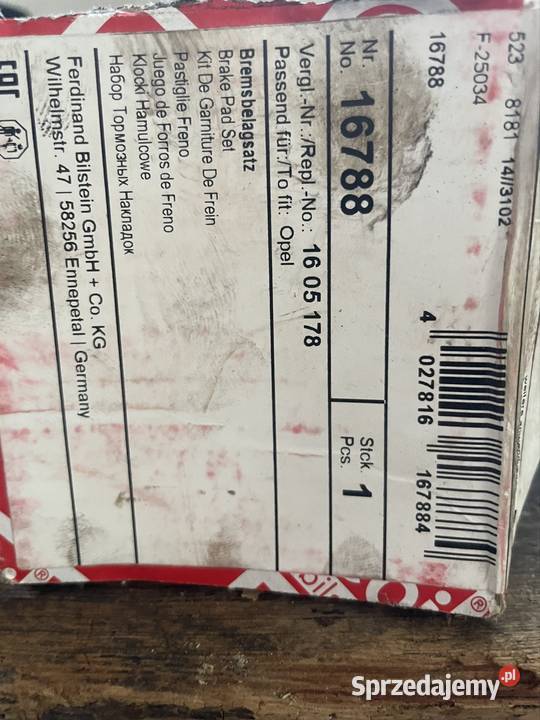 523 8181 14//3102
F-25034
16788
4 027816 167884
Nr.
No. 16788
Stck.
Pcs. 1
Vergl.-Nr./Repl.-No.: 16 05 178
Passend für:/To fit: Opel
Bremsbelagsatz
Brake Pad Set
Kit De Garniture De Frein
Pastiglie Freno
Juego de Forros de Freno
Klocki Hamulcowe
Набор Тормозных Накладок
Ferdinand Bilstein GmbH + Co. KG
Wilhelmstr. 47 | 58256 Ennepetal | Germany
EAC
bil
®
®
Sprzedajemy.pl